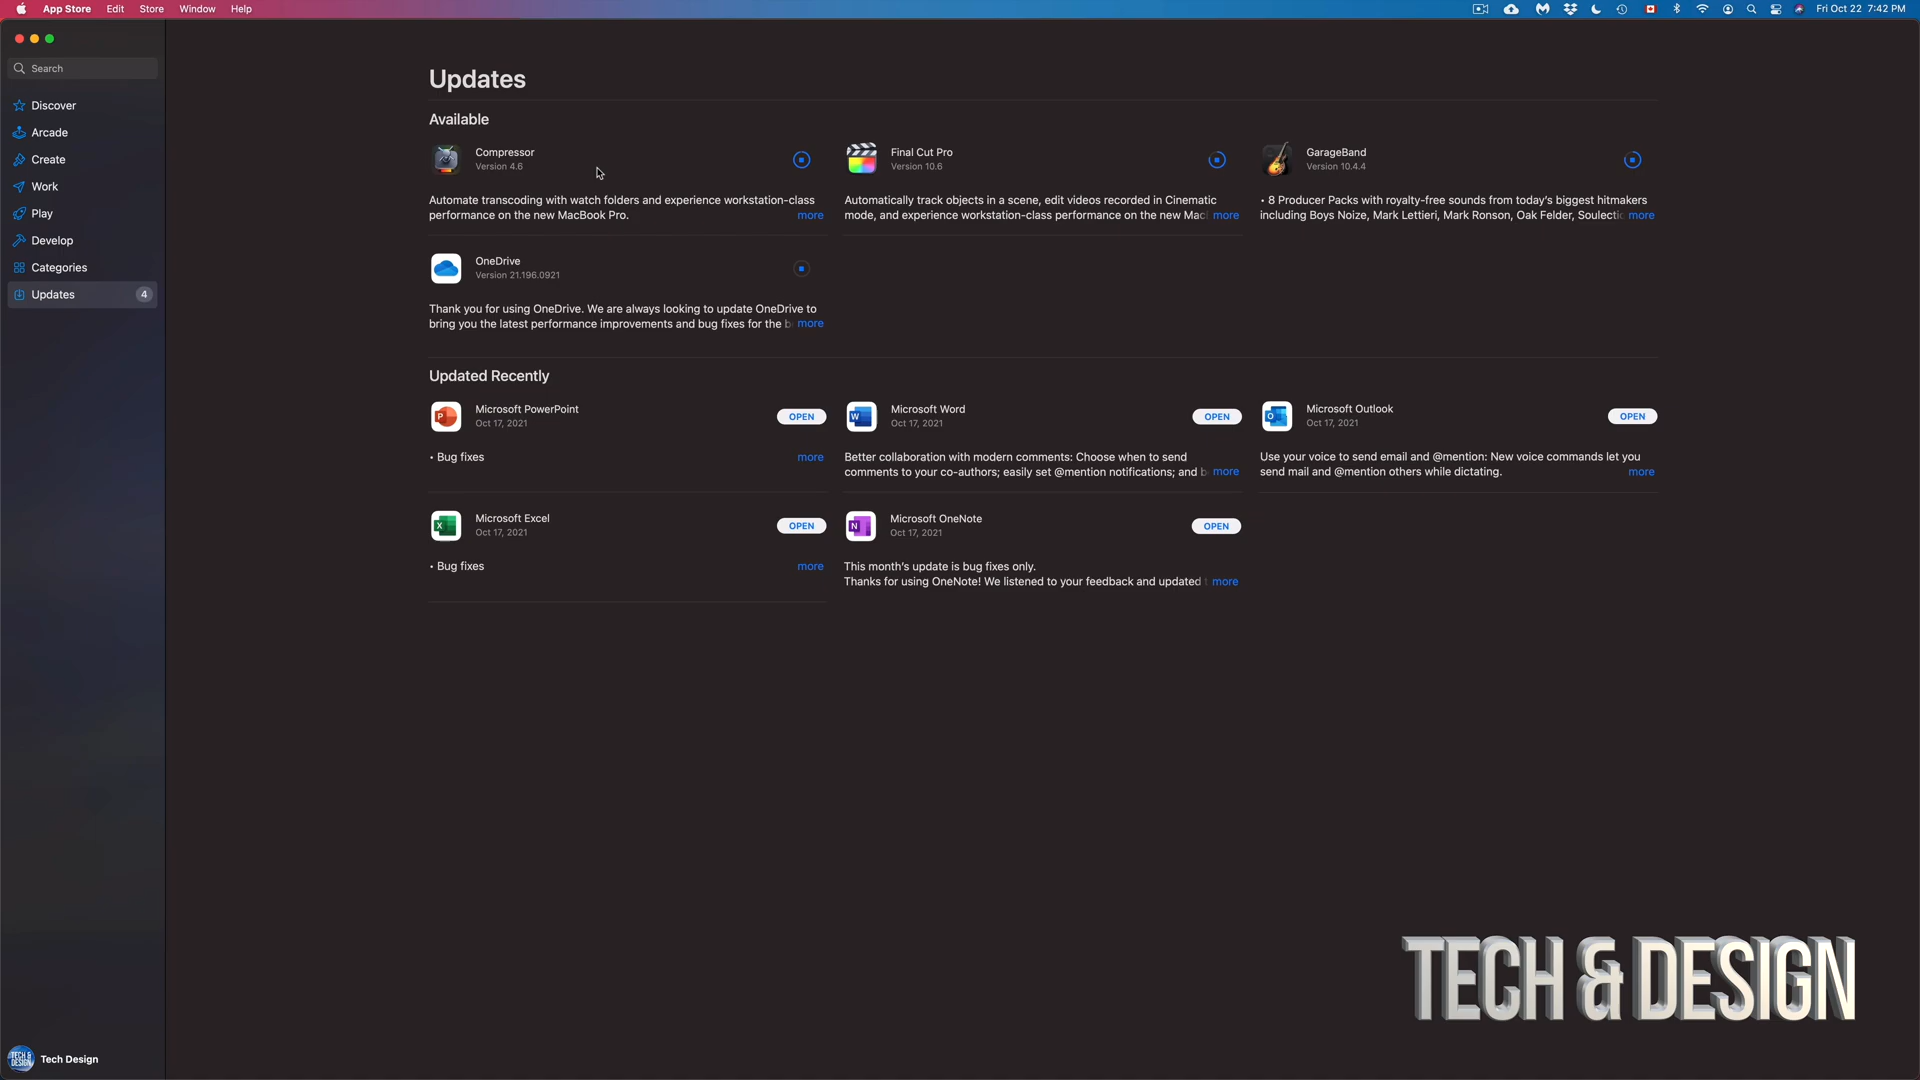 App Store Edit Store Window Help
Fri Oct 22 7:42 PM
Search
Discover
Arcade
Create
Work
Play
Develop
Categories
Updates 4
Tech Design
Updates
Available
Compressor
Version 4.6
Automate transcoding with watch folders and experience workstation-class
performance on the new MacBook Pro. more
Final Cut Pro
Version 10.6
Automatically track objects in a scene, edit videos recorded in Cinematic
mode, and experience workstation-class performance on the new Mac more
GarageBand
Version 10.4.4
• 8 Producer Packs with royalty-free sounds from today's biggest hitmakers
including Boys Noize, Mark Lettieri, Mark Ronson, Oak Felder, Soulectic more
OneDrive
Version 21.196.0921
Thank you for using OneDrive. We are always looking to update OneDrive to
bring you the latest performance improvements and bug fixes for the b more
Updated Recently
Microsoft PowerPoint
Oct 17, 2021
OPEN
• Bug fixes more
Microsoft Word
Oct 17, 2021
OPEN
Better collaboration with modern comments: Choose when to send
comments to your co-authors; easily set @mention notifications; and b more
Microsoft Outlook
Oct 17, 2021
OPEN
Use your voice to send email and @mention: New voice commands let you
send mail and @mention others while dictating. more
Microsoft Excel
Oct 17, 2021
OPEN
• Bug fixes more
Microsoft OneNote
Oct 17, 2021
OPEN
This month's update is bug fixes only.
Thanks for using OneNote! We listened to your feedback and updated more
TECH & DESIGN